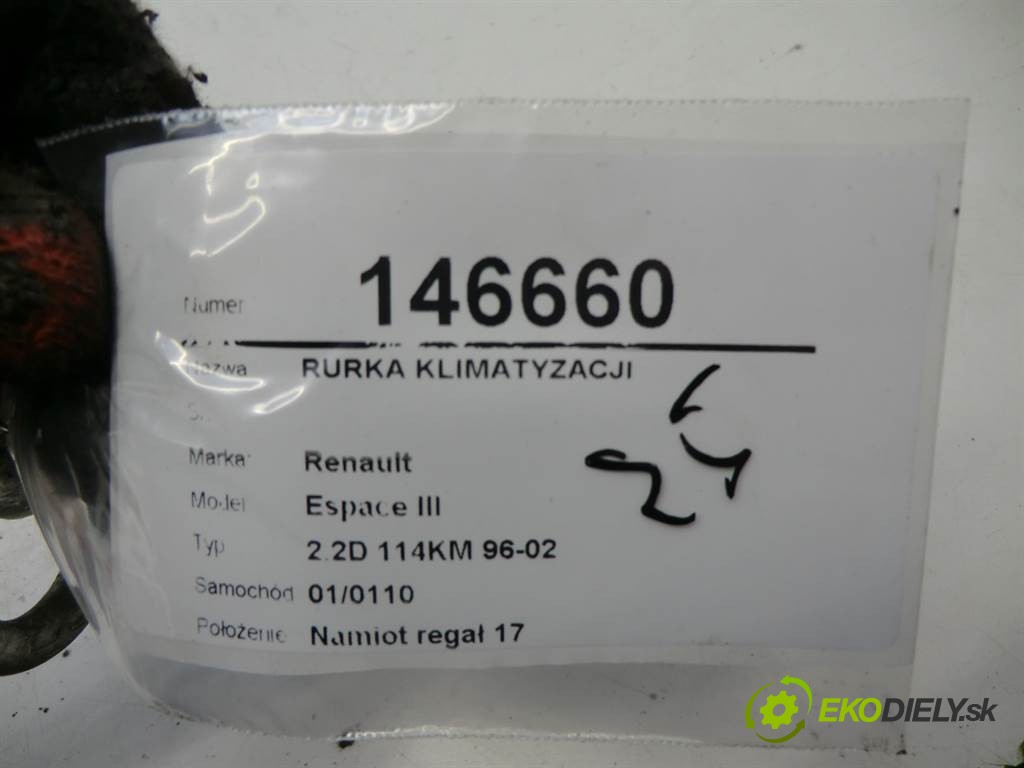 Numer 146660
Nazwa RURKA KLIMATYZACJI
Marka Renault
Model Espace III
Typ 2.2D 114KM 96-02
Samochód 01/0110
Położenie Namiot regał 17
EKODIELY.sk